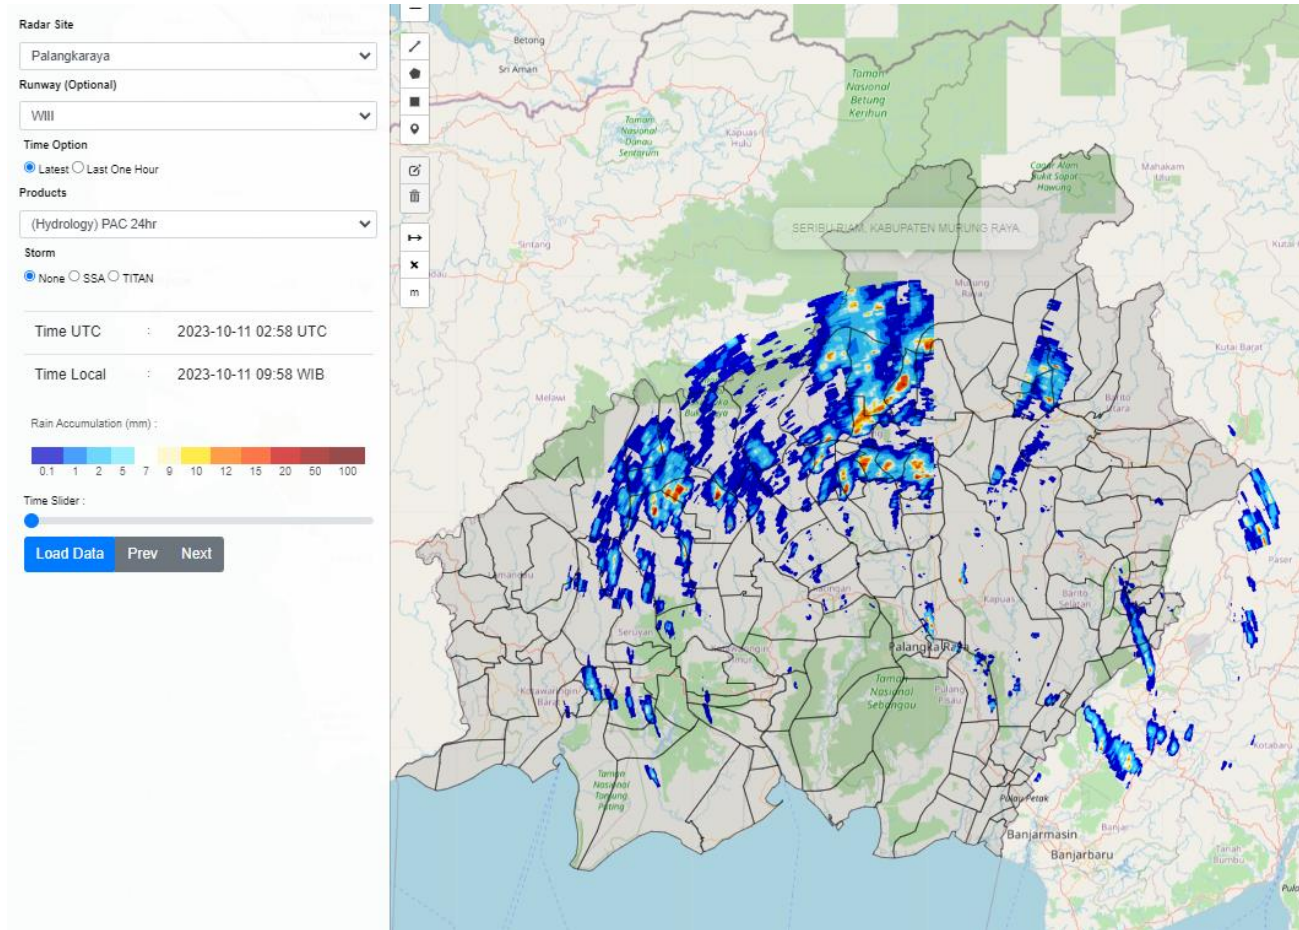 Radar Site
Palangkaraya
Runway (Optional)
WIII
Time Option
Latest Last One Hour
Products
(Hydrology) PAC 24hr
Storm
None SSA TITAN
Time UTC : 2023-10-11 02:58 UTC
Time Local : 2023-10-11 09:58 WIB
Rain Accumulation (mm) :
0.1 1 2 5 7 9 10 12 15 20 50 100
Time Slider :
Load Data Prev Next
m
Betong
Sri Aman
Taman
Nasional
Betung
Kerihun
Taman
Nasional
Danau
Sentarum
Kapuas
Hulu
Cagar Alam
Bukit Sapat
Hawung
Mahakam
Ulu
SERIBU RIAM, KABUPATEN MURUNG RAYA
Sintang
Kutai
Murung
Raya
Kutai Barat
Melawi
Barito
Utara
Paser
Lamandau
Katingan
Kapuas
Barito
Selatan
Seruyan
Palangka Raya
Kotawaringin
Timur
Kotawaringin
Barat
Taman
Nasional
Sebangau
Pulang
Pisau
Taman
Nasional
Tanjung
Puting
Kotabaru
Pulau Petak
Banjarmasin
Banjar
Banjarbaru
Tanah
Bumbu